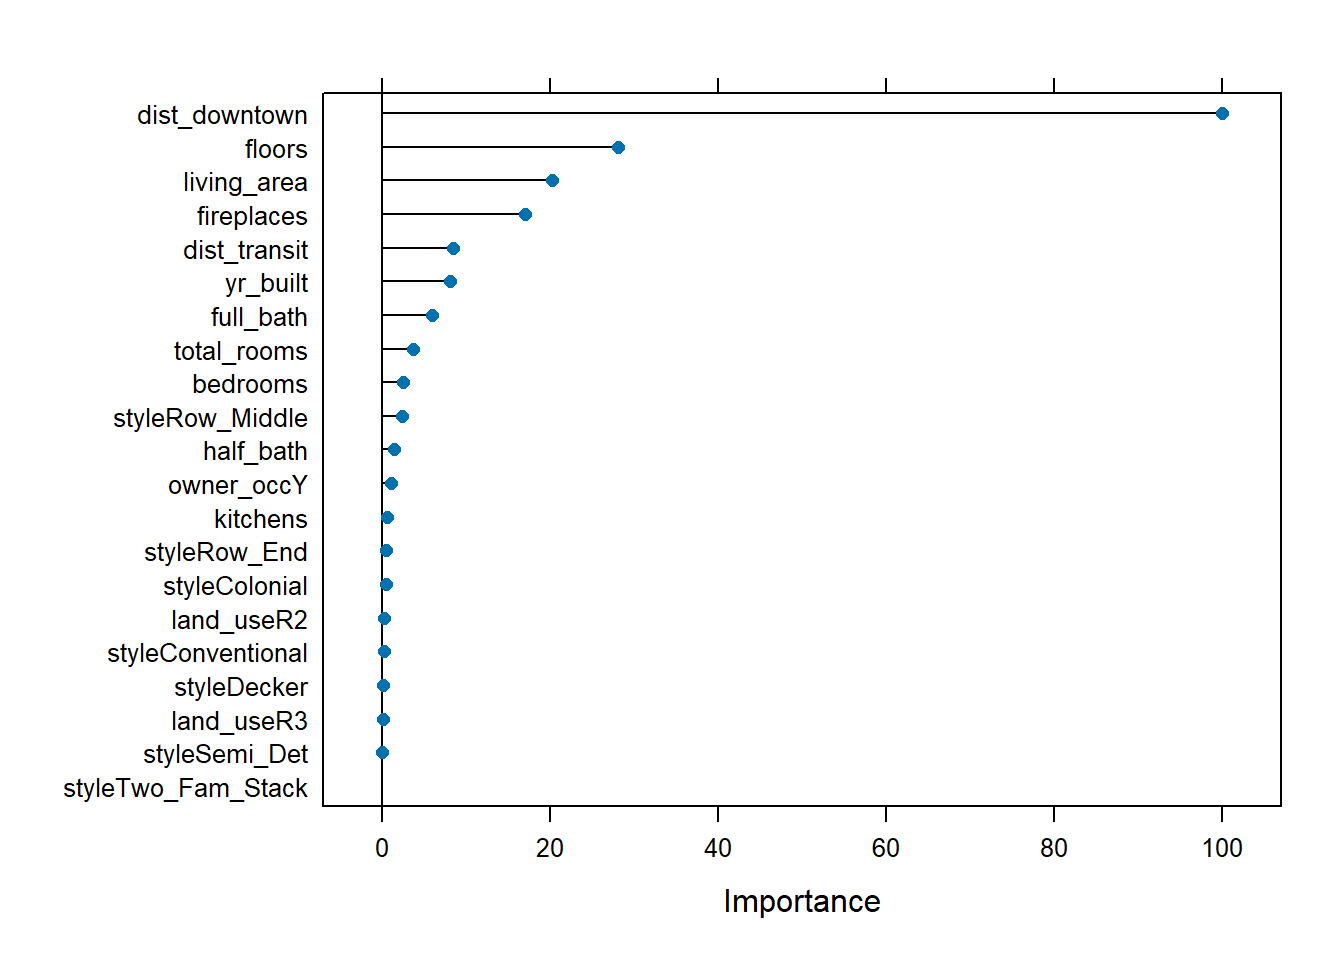 dist_downtown
floors
living_area
fireplaces
dist_transit
yr_built
full_bath
total_rooms
bedrooms
styleRow_Middle
half_bath
owner_occY
kitchens
styleRow_End
styleColonial
land_useR2
styleConventional
styleDecker
land_useR3
styleSemi_Det
styleTwo_Fam_Stack
0 20 40 60 80 100
Importance